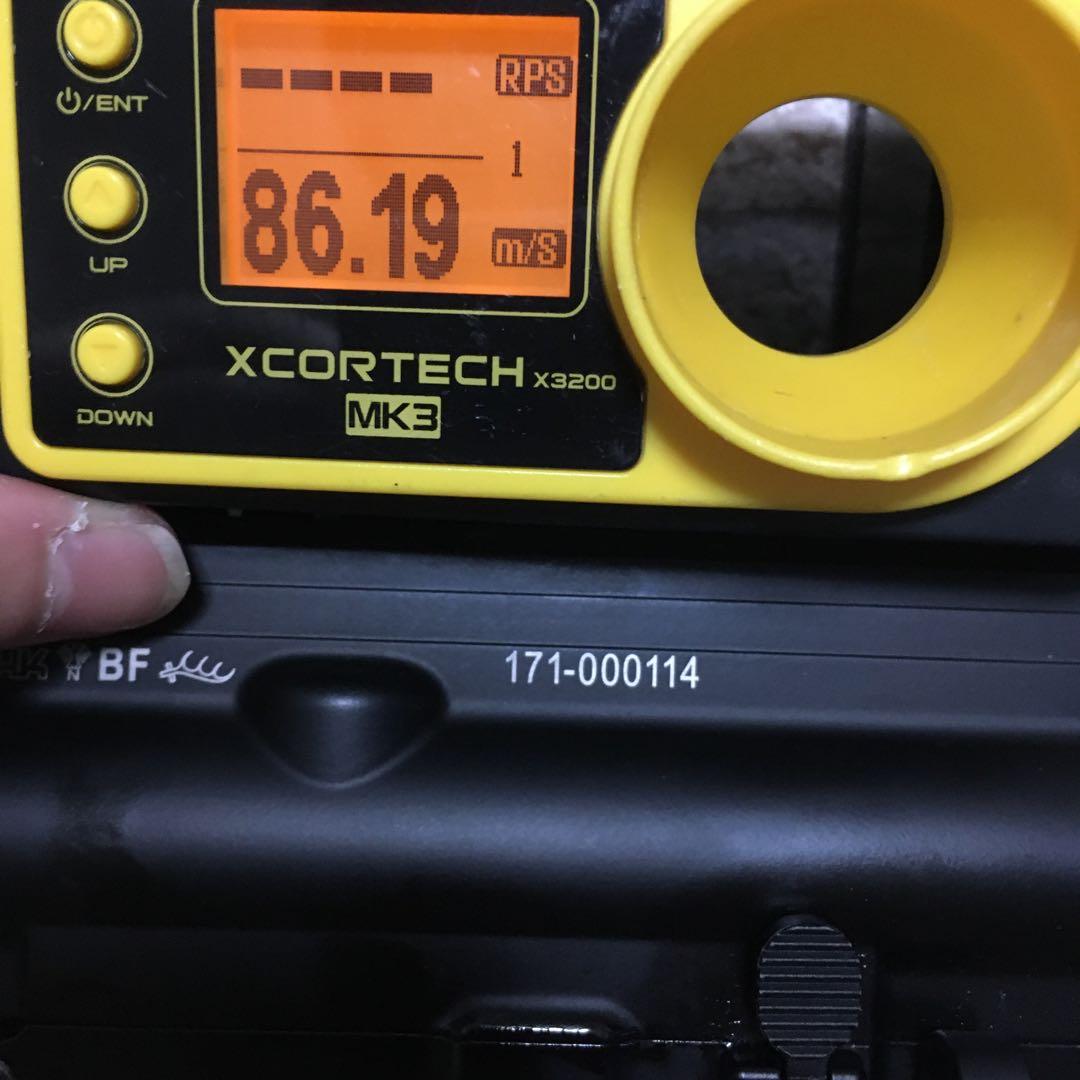 ---- RPS
1
86.19 m/S
⏻/ENT
UP
DOWN
XCORTECH X3200
MK3
N BF
171-000114